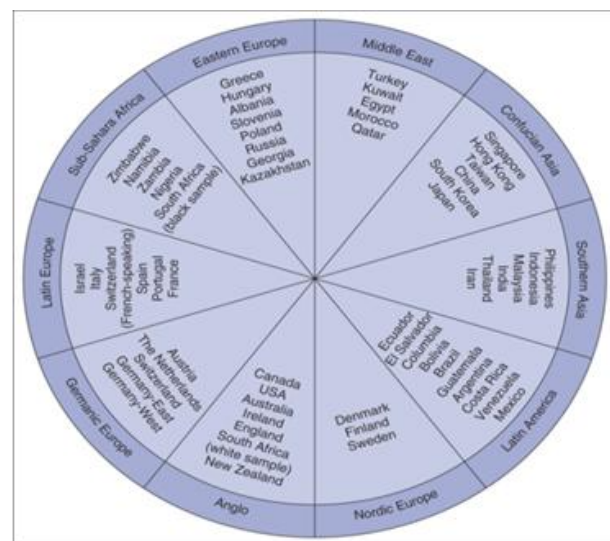 Eastern Europe
Greece
Hungary
Albania
Slovenia
Poland
Russia
Georgia
Kazakhstan
Middle East
Turkey
Kuwait
Egypt
Morocco
Qatar
Confucian Asia
Singapore
Hong Kong
Taiwan
China
South Korea
Japan
Southern Asia
Philippines
Indonesia
Malaysia
India
Thailand
Iran
Latin America
Ecuador
El Salvador
Columbia
Bolivia
Brazil
Guatemala
Argentina
Costa Rica
Venezuela
Mexico
Nordic Europe
Denmark
Finland
Sweden
Anglo
Canada
USA
Australia
Ireland
England
South Africa
(white sample)
New Zealand
Germanic Europe
Austria
The Netherlands
Switzerland
Germany-East
Germany-West
Latin Europe
Israel
Italy
Switzerland
(French-speaking)
Spain
Portugal
France
Sub-Sahara Africa
Zimbabwe
Namibia
Zambia
Nigeria
South Africa
(black sample)